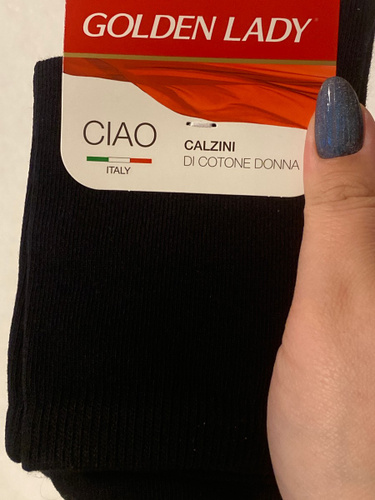 GOLDEN LADY
CIAO
ITALY
CALZINI
DI COTONE DONNA